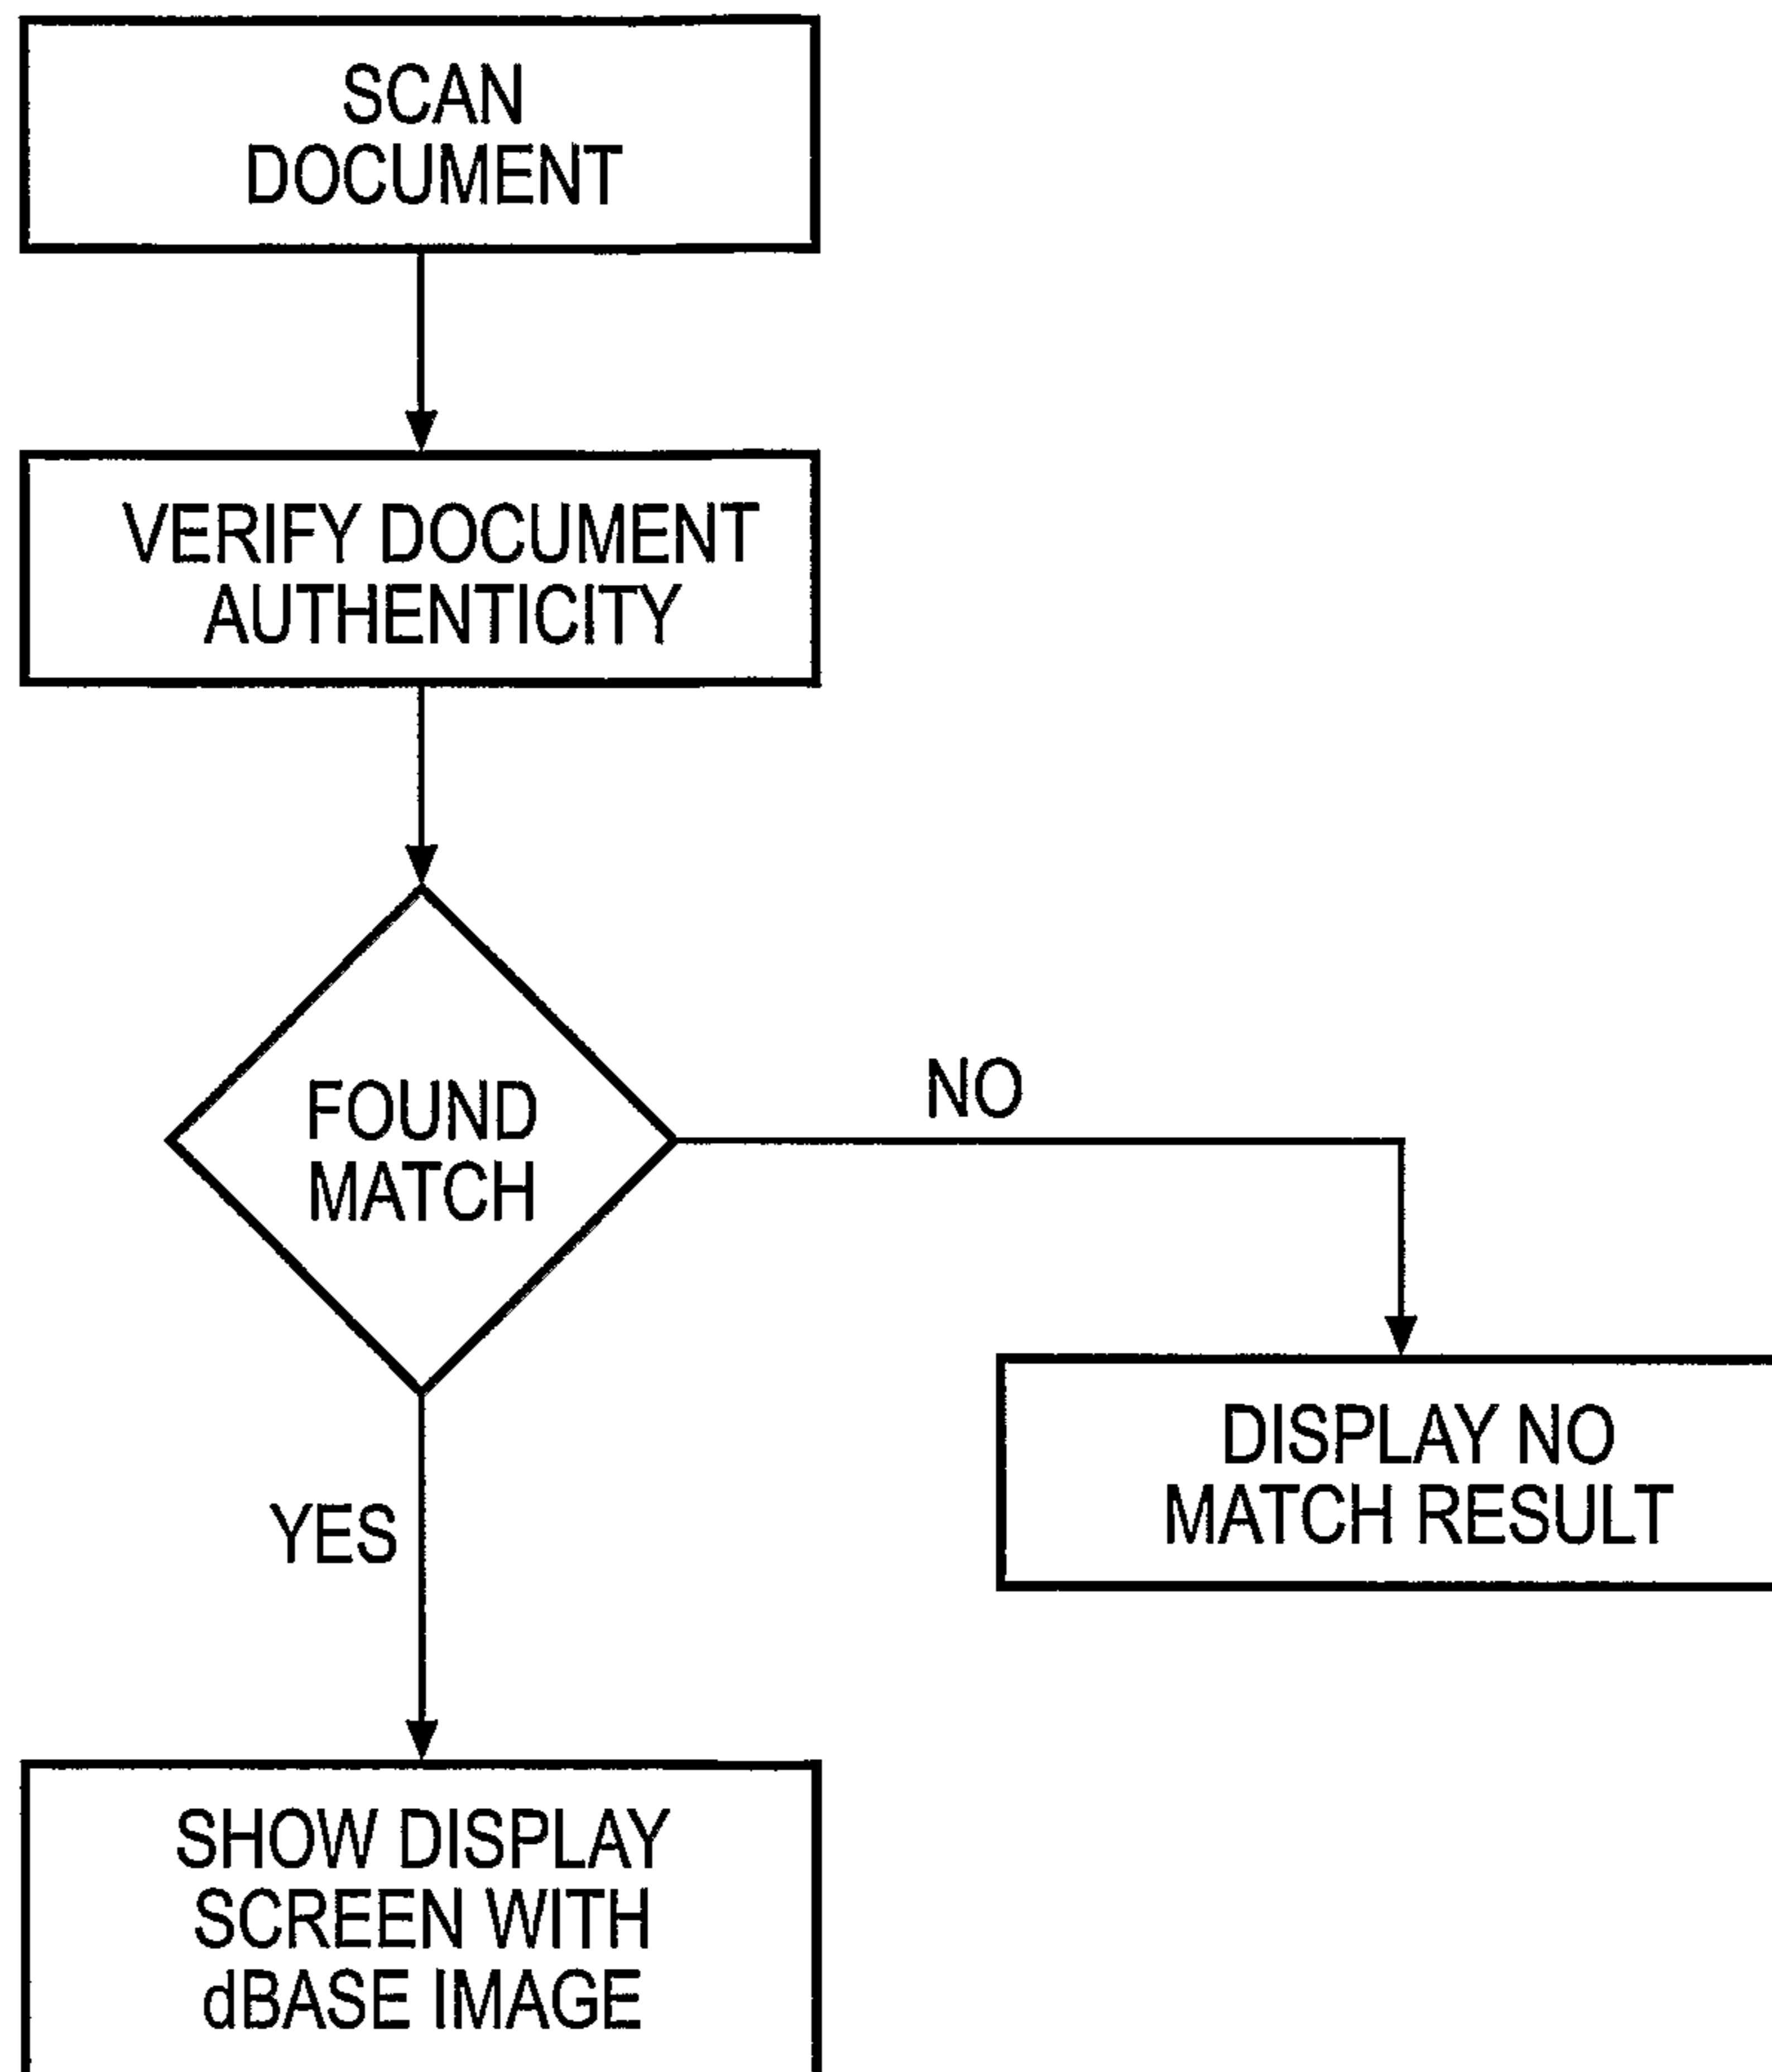 SCAN
DOCUMENT
VERIFY DOCUMENT
AUTHENTICITY
FOUND
MATCH
NO
DISPLAY NO
MATCH RESULT
YES
SHOW DISPLAY
SCREEN WITH
dBASE IMAGE